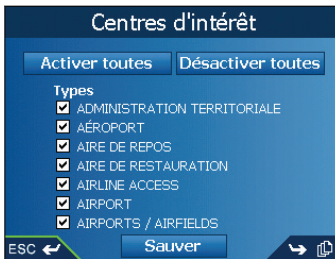 Centres d'intérêt
Activer toutes Désactiver toutes
Types
ADMINISTRATION TERRITORIALE
AÉROPORT
AIRE DE REPOS
AIRE DE RESTAURATION
AIRLINE ACCESS
AIRPORT
AIRPORTS / AIRFIELDS
ESC Sauver